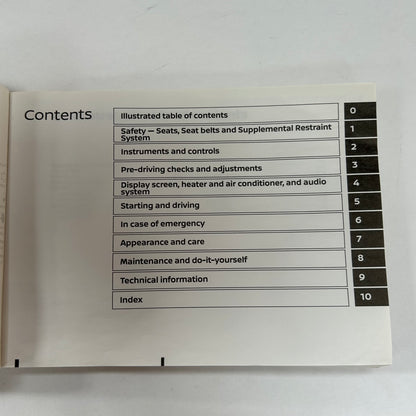 Contents
Illustrated table of contents 0
Safety — Seats, Seat belts and Supplemental Restraint
System 1
Instruments and controls 2
Pre-driving checks and adjustments 3
Display screen, heater and air conditioner, and audio
system 4
Starting and driving 5
In case of emergency 6
Appearance and care 7
Maintenance and do-it-yourself 8
Technical information 9
Index 10